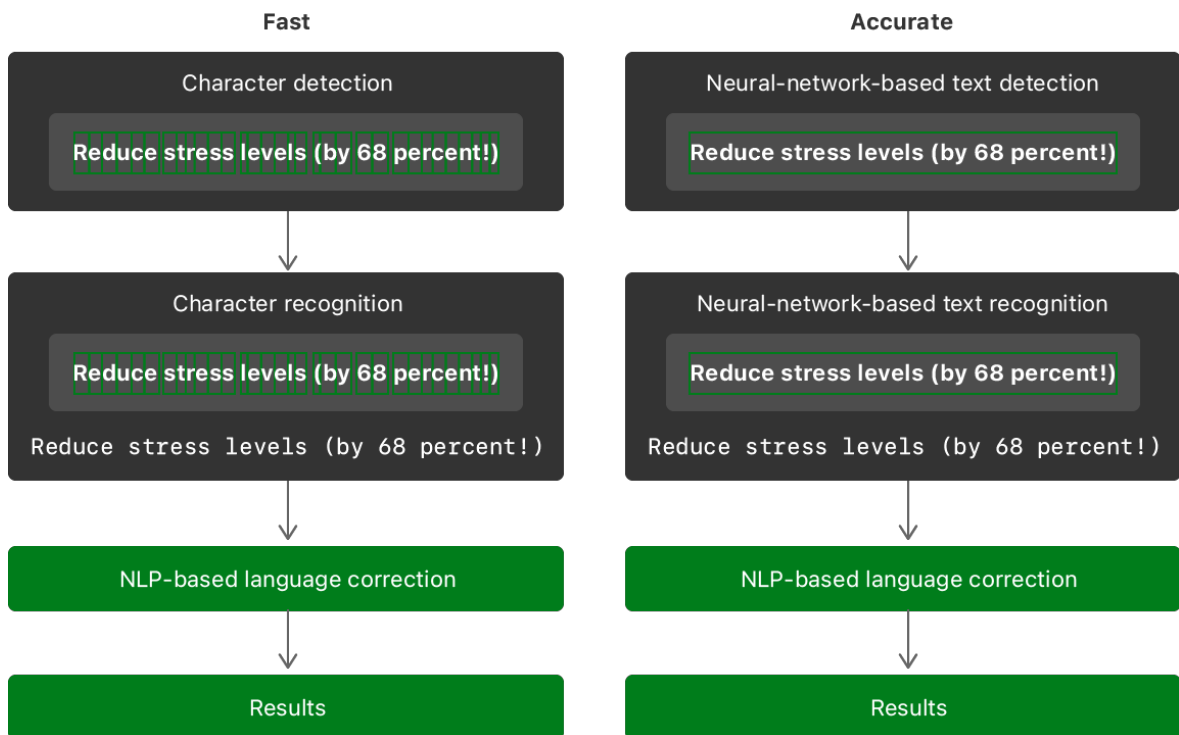 Fast
Character detection
Reduce stress levels (by 68 percent!)
Character recognition
Reduce stress levels (by 68 percent!)
Reduce stress levels (by 68 percent!)
NLP-based language correction
Results
Accurate
Neural-network-based text detection
Reduce stress levels (by 68 percent!)
Neural-network-based text recognition
Reduce stress levels (by 68 percent!)
Reduce stress levels (by 68 percent!)
NLP-based language correction
Results